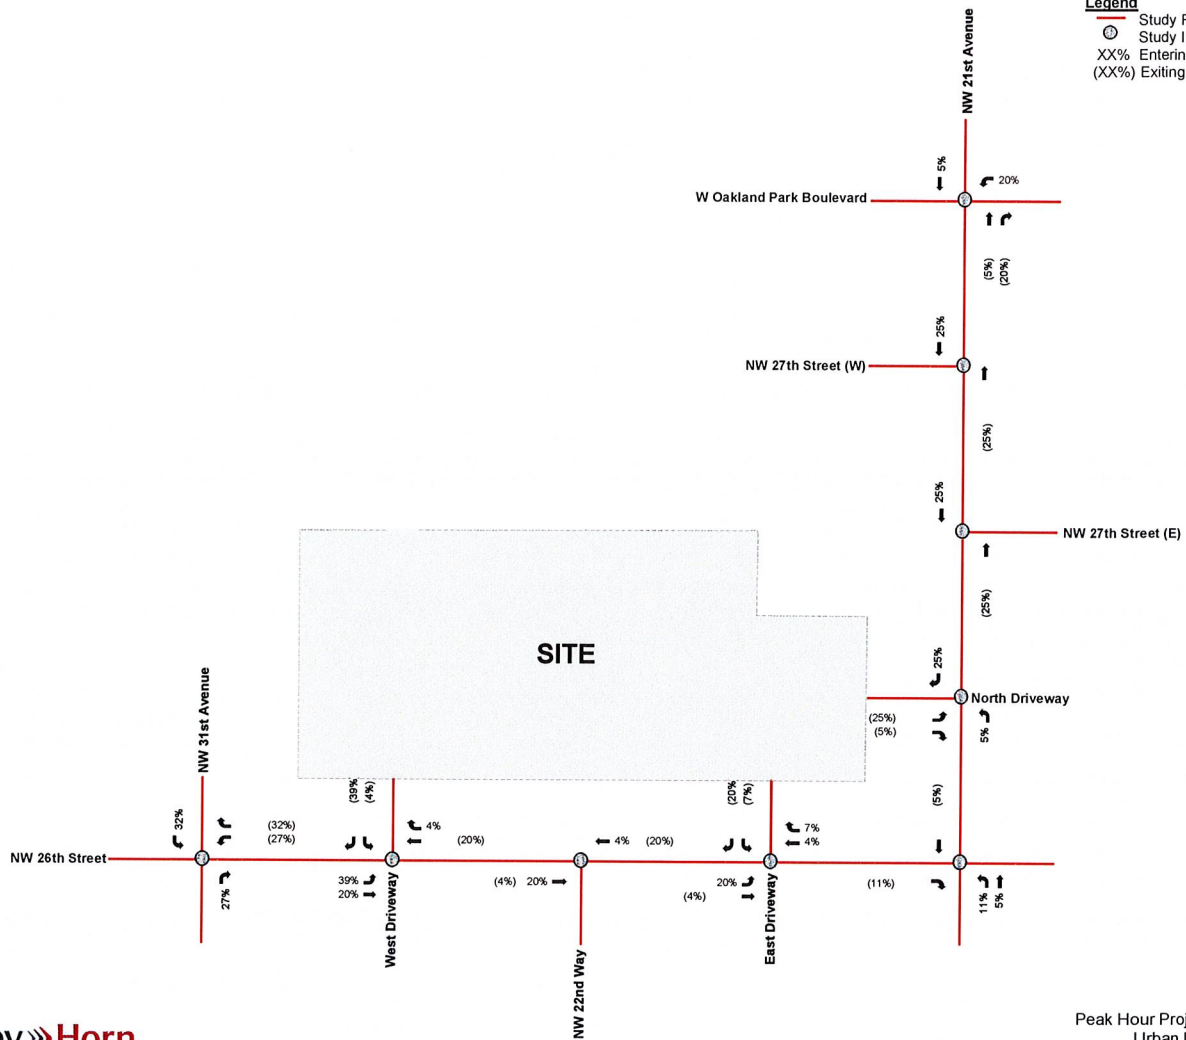 Legend
Study
Study
XX% Entering
(XX%) Exiting
NW 21st Avenue
5%
20%
W Oakland Park Boulevard
(5%)
(20%)
25%
NW 27th Street (W)
(25%)
25%
NW 27th Street (E)
(25%)
SITE
25%
North Driveway
(25%)
(5%)
5%
NW 31st Avenue
(39%
(4%)
(20%
(7%)
(5%)
32%
(32%)
(27%)
4%
(20%)
4% (20%)
7%
4%
NW 26th Street
27%
39%
20%
(4%) 20%
20%
(4%)
(11%)
11%
5%
West Driveway
East Driveway
NW 22nd Way
Horn
Peak Hour
Urban